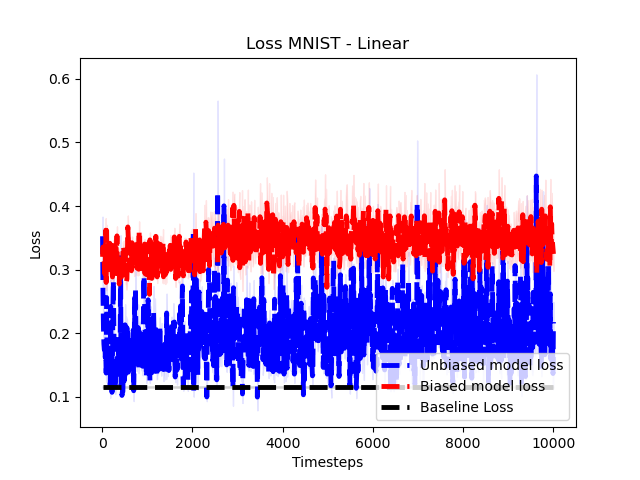 Loss MNIST - Linear
0.6
0.5
0.4
0.3
0.2
0.1
Loss
Unbiased model loss
Biased model loss
Baseline Loss
0 2000 4000 6000 8000 10000
Timesteps